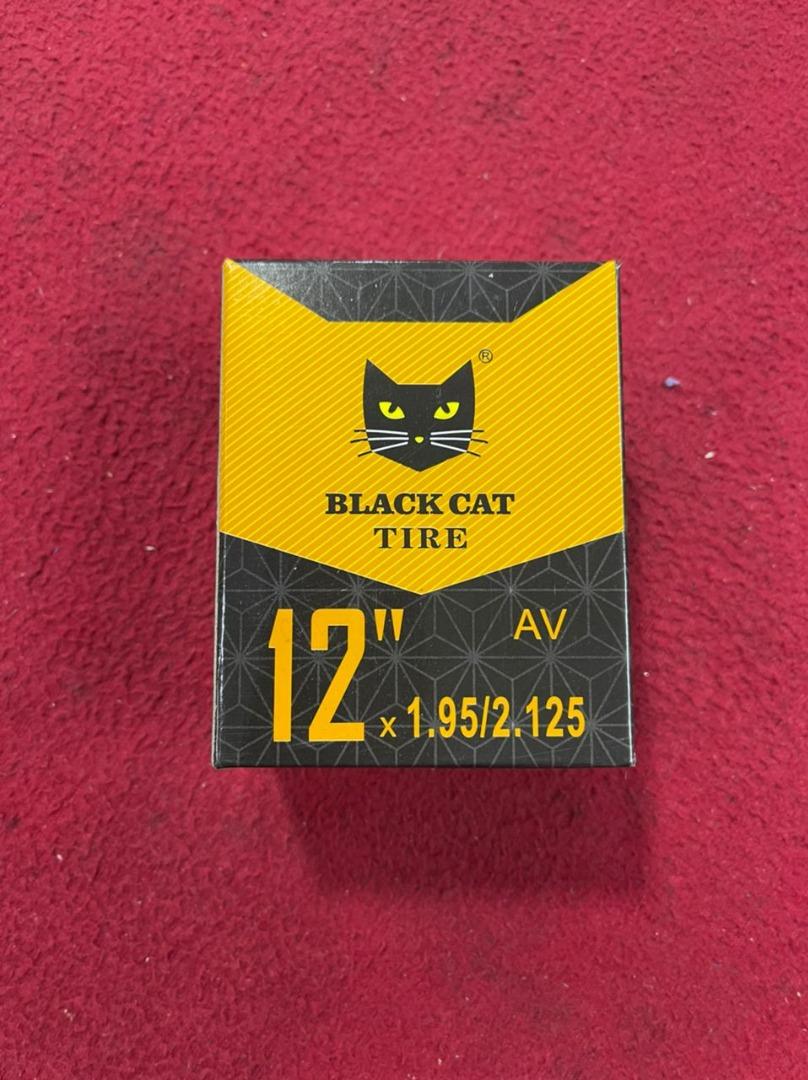 ®
BLACK CAT
TIRE
12" AV
x 1.95/2.125